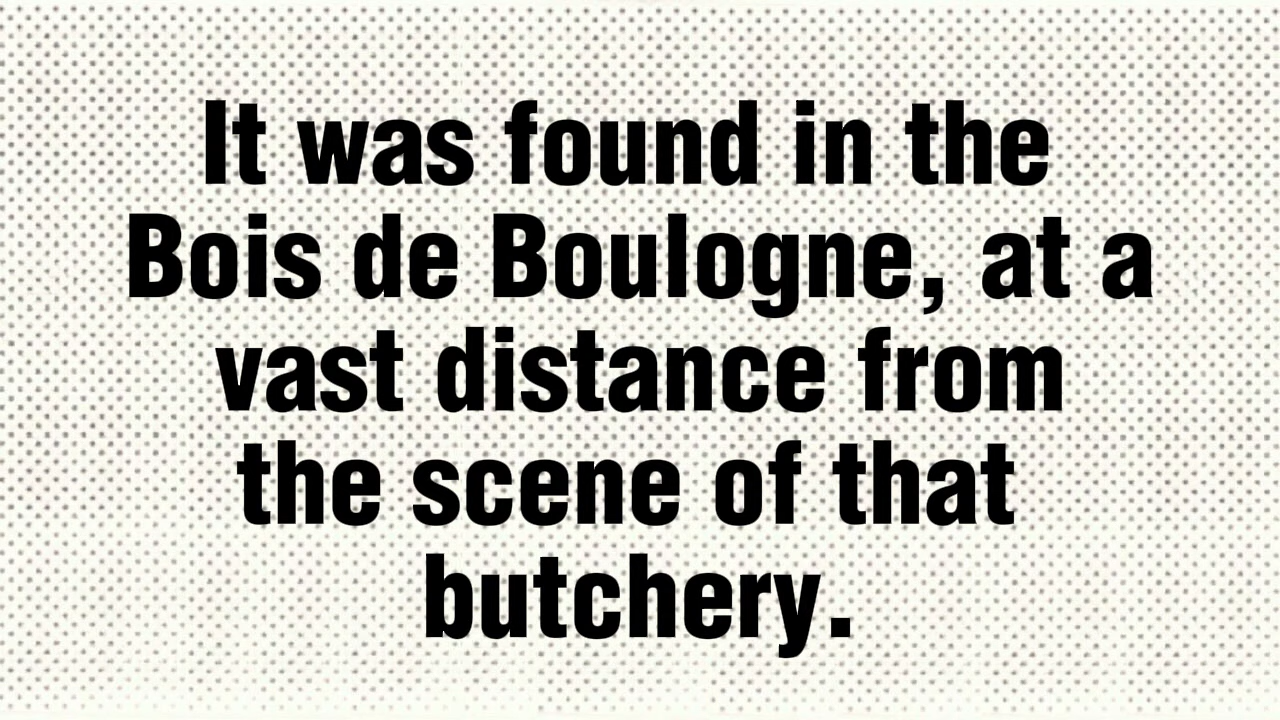 It was found in the
Bois de Boulogne, at a
vast distance from
the scene of that
butchery.